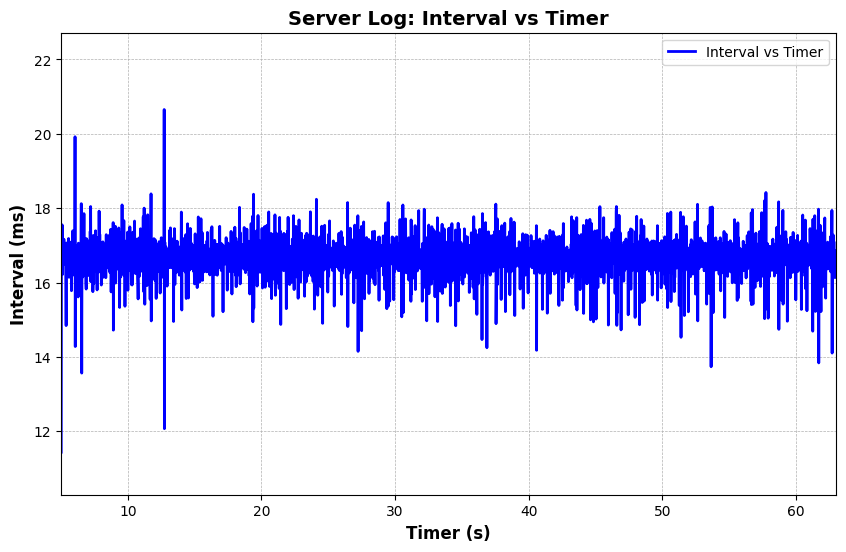 Server Log: Interval vs Timer
Interval vs Timer
Interval (ms)
22
20
18
16
14
12
10 20 30 40 50 60
Timer (s)